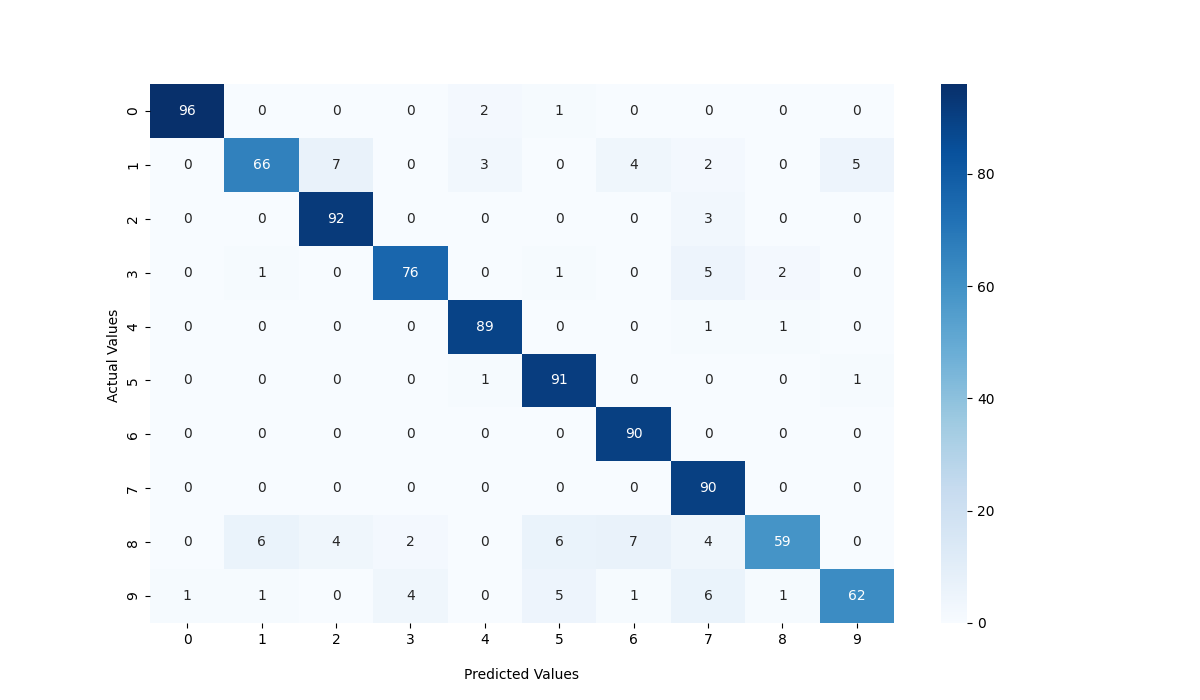 0 96 0 0 0 2 1 0 0 0 0
1 0 66 7 0 3 0 4 2 0 5
80
2 0 0 92 0 0 0 0 3 0 0
3 0 1 0 76 0 1 0 5 2 0
60
4 0 0 0 0 89 0 0 1 1 0
Actual Values
5 0 0 0 0 1 91 0 0 0 1
40
6 0 0 0 0 0 0 90 0 0 0
7 0 0 0 0 0 0 0 90 0 0
20
8 0 6 4 2 0 6 7 4 59 0
9 1 1 0 4 0 5 1 6 1 62
0
0 1 2 3 4 5 6 7 8 9
Predicted Values